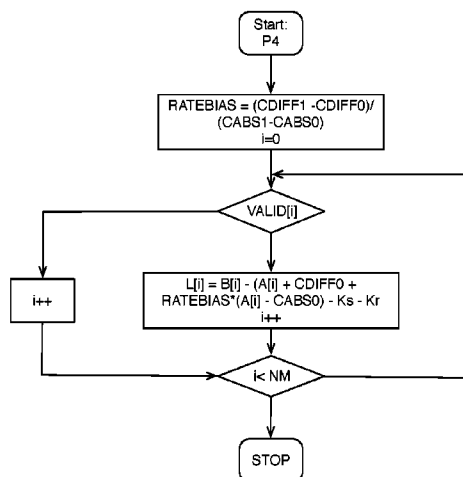 Start:
P4
RATEBIAS = (CDIFF1 -CDIFF0)/
(CABS1-CABS0)
i=0
VALID[i]
i++
L[i] = B[i] - (A[i] + CDIFF0 +
RATEBIAS*(A[i] - CABS0) - Ks - Kr
i++
i< NM
STOP